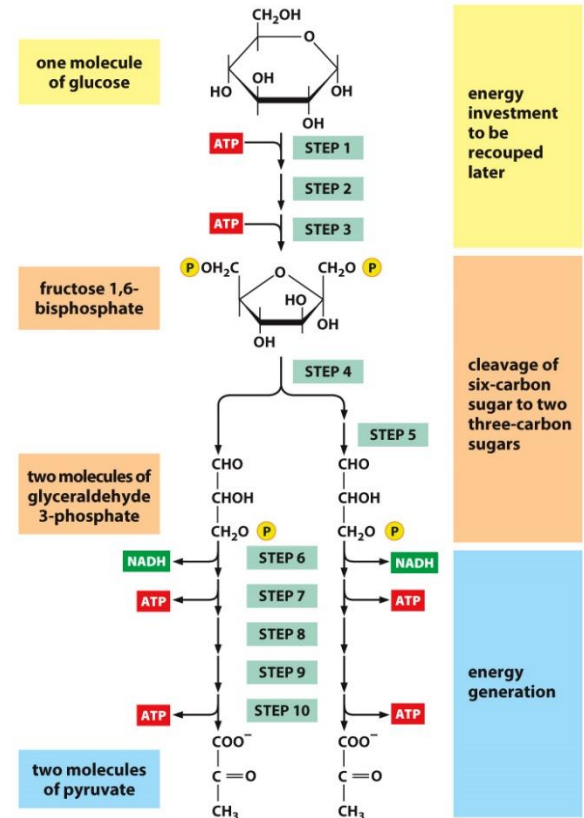 CH₂OH
O
one molecule
of glucose
HO
OH
OH
OH
energy
investment
to be
recouped
later
ATP
STEP 1
STEP 2
ATP
STEP 3
fructose 1,6-
bisphosphate
P OH₂C
O
CH₂O P
HO
OH
OH
STEP 4
cleavage of
six-carbon
sugar to two
three-carbon
sugars
STEP 5
two molecules of
glyceraldehyde
3-phosphate
CHO
CHO
CHOH
CHOH
CH₂O P
CH₂O P
NADH
STEP 6
NADH
ATP
STEP 7
ATP
STEP 8
STEP 9
ATP
STEP 10
ATP
energy
generation
two molecules
of pyruvate
COO⁻
COO⁻
C = O
C = O
CH₃
CH₃